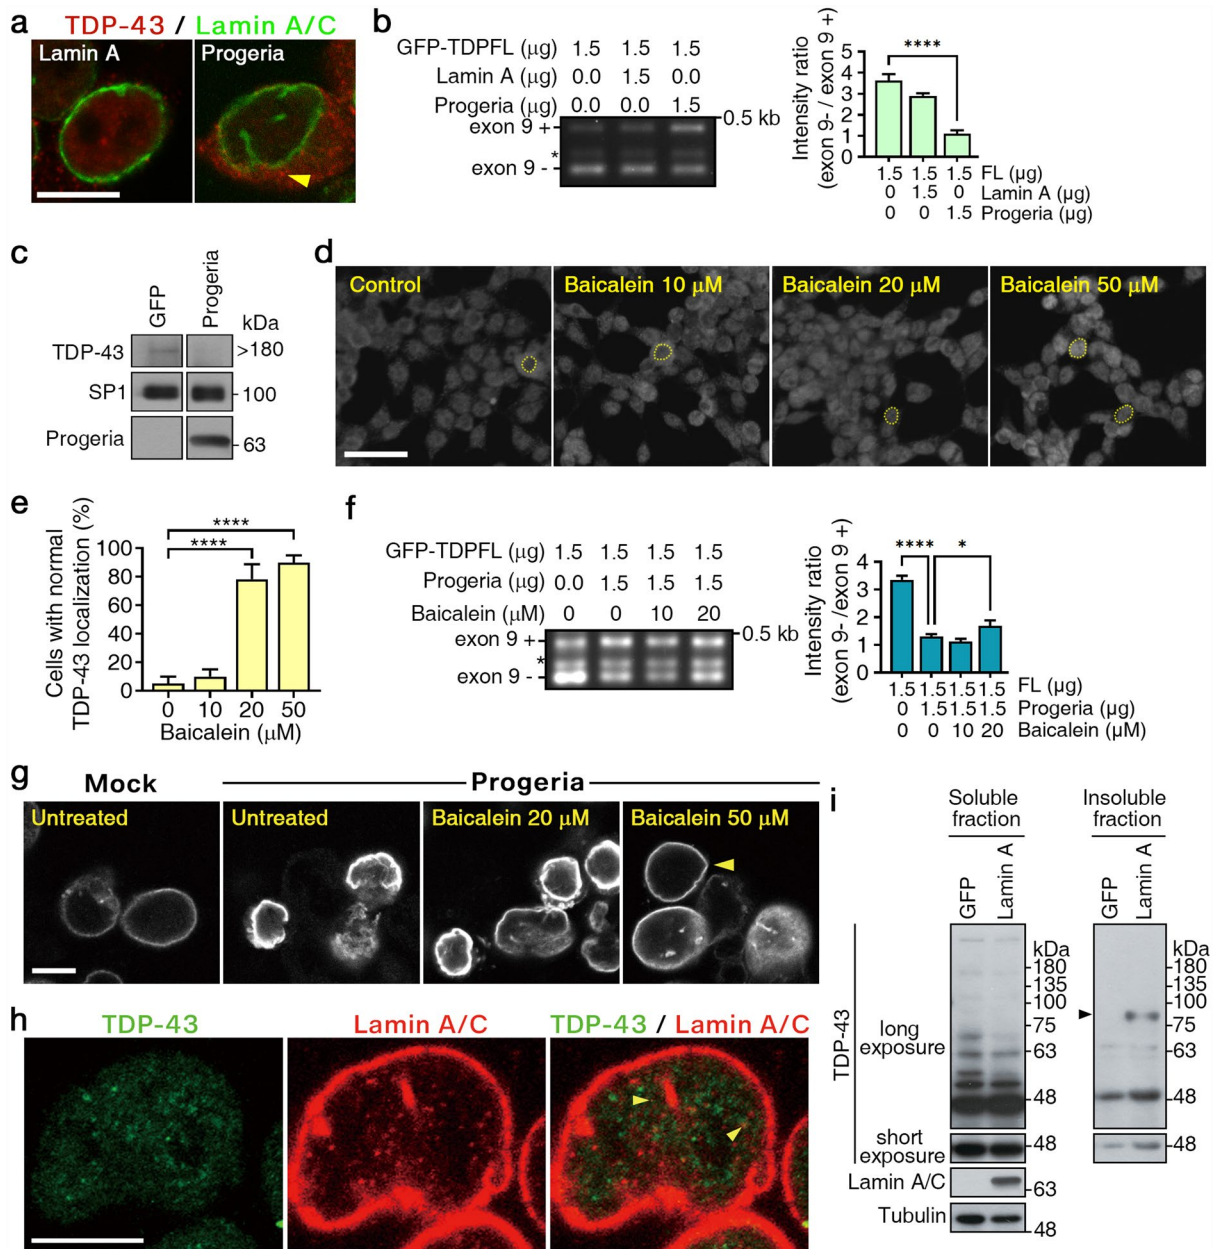 a
TDP-43 / Lamin A/C
Lamin A
Progeria
b
GFP-TDPFL (µg) 1.5 1.5 1.5
Lamin A (µg) 0.0 1.5 0.0
Progeria (µg) 0.0 0.0 1.5
0.5 kb
exon 9 +
*
exon 9 -
Intensity ratio
(exon 9- / exon 9 +)
5
4
3
2
1
0
****
1.5 1.5 1.5 FL (µg)
0 1.5 0 Lamin A (µg)
0 0 1.5 Progeria (µg)
c
GFP
Progeria
kDa
TDP-43 >180
SP1 100
Progeria 63
d
Control
Baicalein 10 µM
Baicalein 20 µM
Baicalein 50 µM
e
Cells with normal
TDP-43 localization (%)
100
80
60
40
20
0
****
****
0 10 20 50
Baicalein (µM)
f
GFP-TDPFL (µg) 1.5 1.5 1.5 1.5
Progeria (µg) 0.0 1.5 1.5 1.5
Baicalein (µM) 0 0 10 20
0.5 kb
exon 9 +
*
exon 9 -
Intensity ratio
(exon 9- /exon 9 +)
4
3
2
1
0
**** *
1.5 1.5 1.5 1.5 FL (µg)
0 1.5 1.5 1.5 Progeria (µg)
0 0 10 20 Baicalein (µM)
g
Mock
Progeria
Untreated
Untreated
Baicalein 20 µM
Baicalein 50 µM
h
TDP-43
Lamin A/C
TDP-43 / Lamin A/C
i
Soluble
fraction
Insoluble
fraction
GFP
Lamin A
GFP
Lamin A
kDa
180
135
100
75
63
48
kDa
180
135
100
75
63
48
TDP-43
long
exposure
short
exposure
48
48
Lamin A/C 63
Tubulin 48